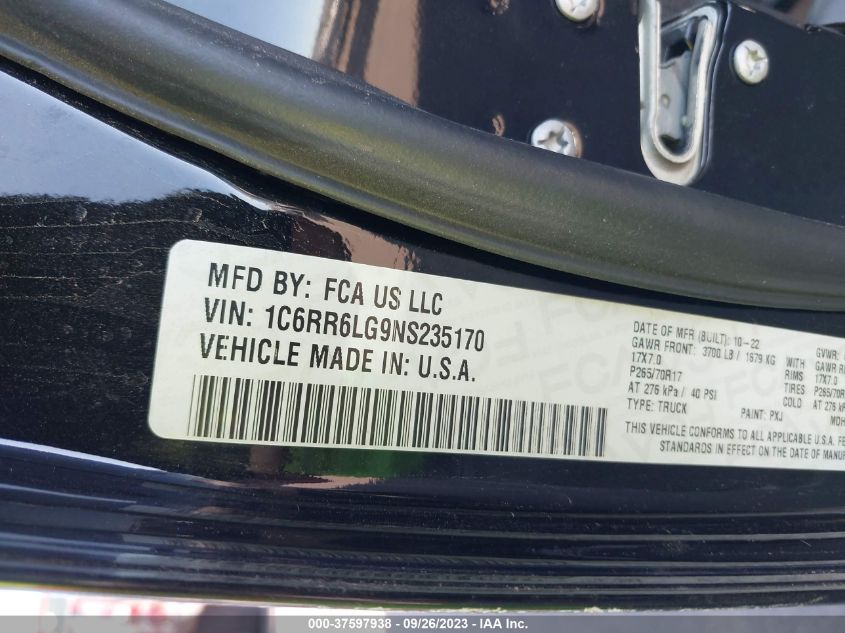 MFD BY: FCA US LLC
VIN: 1C6RR6LG9NS235170
VEHICLE MADE IN: U.S.A.
DATE OF MFR (BUILT): 10-22 GVWR:
GAWR FRONT: 3700 LB / 1679 KG WITH GAWR
17X7.0 RIMS 17X7.0
P265/70R17 TIRES P265/70R
AT 276 kPa / 40 PSI COLD AT 276
TYPE: TRUCK PAINT: PXJ MDH
THIS VEHICLE CONFORMS TO ALL APPLICABLE U.S.A. FE
STANDARDS IN EFFECT ON THE DATE OF MANUF
000-37597938 - 09/26/2023 - IAA Inc.